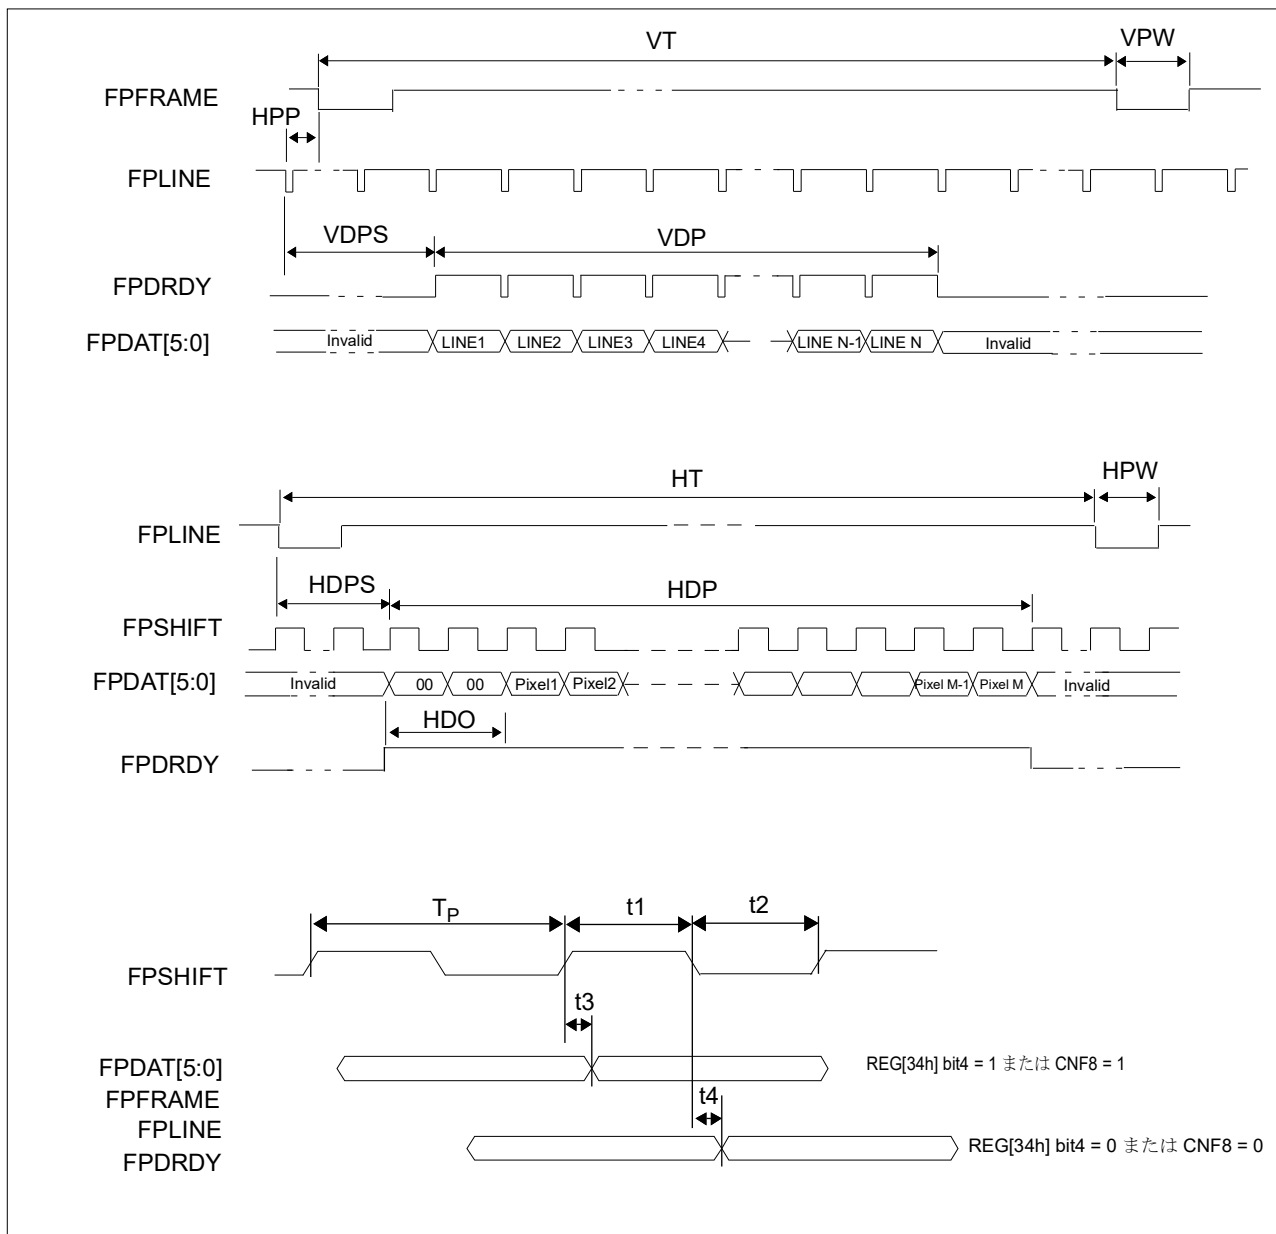 VT VPW
FPFRAME
HPP
FPLINE
VDPS VDP
FPDRDY
FPDAT[5:0] Invalid LINE1 LINE2 LINE3 LINE4 LINE N-1 LINE N Invalid
HT HPW
FPLINE
HDPS HDP
FPSHIFT
FPDAT[5:0] Invalid 00 00 Pixel1 Pixel2 Pixel M-1 Pixel M Invalid
HDO
FPDRDY
TP t1 t2
FPSHIFT
t3
FPDAT[5:0] REG[34h] bit4 = 1 または CNF8 = 1
FPFRAME
t4
FPLINE
FPDRDY REG[34h] bit4 = 0 または CNF8 = 0